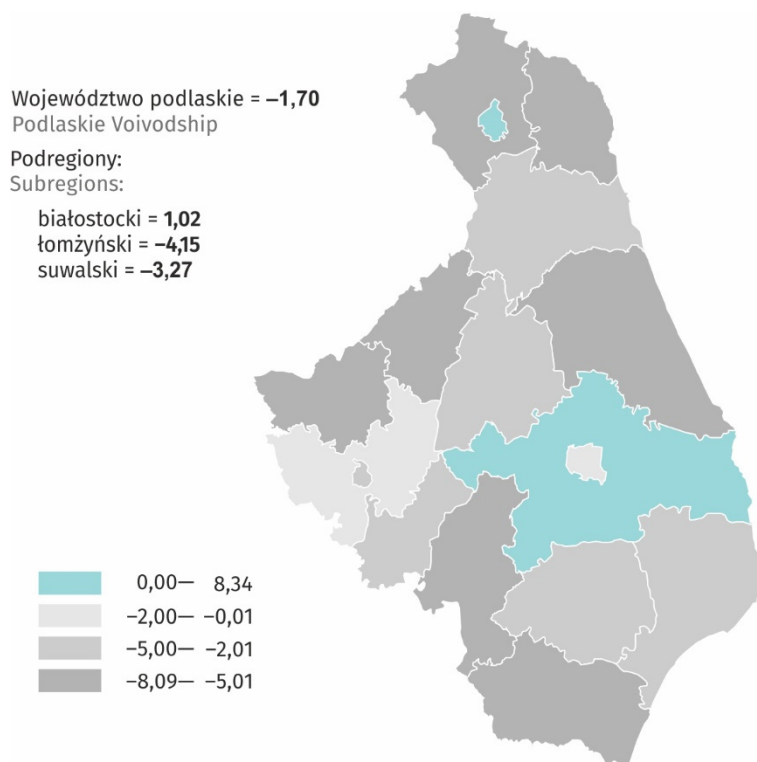 Województwo podlaskie = –1,70
Podlaskie Voivodship
Podregiony:
Subregions:
białostocki = 1,02
łomżyński = –4,15
suwalski = –3,27
0,00— 8,34
–2,00— –0,01
–5,00— –2,01
–8,09— –5,01